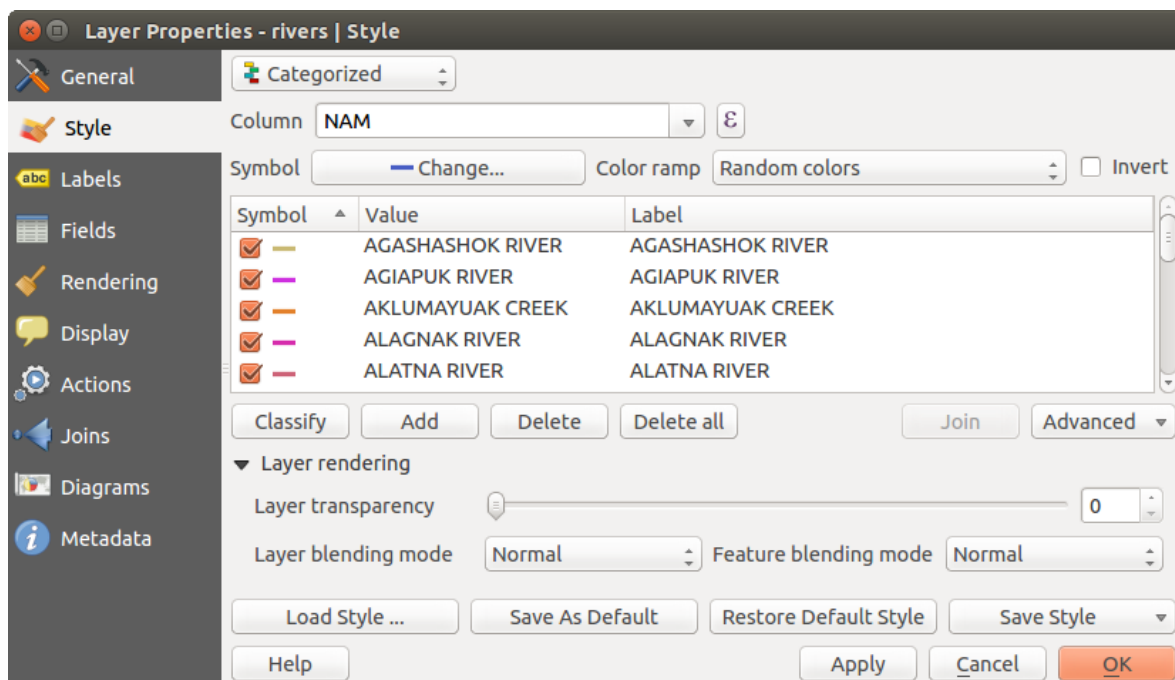 Layer Properties - rivers | Style
General
Style
abc Labels
Fields
Rendering
Display
Actions
Joins
Diagrams
i Metadata
Categorized
Column NAM ε
Symbol Change... Color ramp Random colors Invert
Symbol Value Label
AGASHASHOK RIVER AGASHASHOK RIVER
AGIAPUK RIVER AGIAPUK RIVER
AKLUMAYUAK CREEK AKLUMAYUAK CREEK
ALAGNAK RIVER ALAGNAK RIVER
ALATNA RIVER ALATNA RIVER
Classify Add Delete Delete all Join Advanced
Layer rendering
Layer transparency 0
Layer blending mode Normal Feature blending mode Normal
Load Style ... Save As Default Restore Default Style Save Style
Help Apply Cancel OK